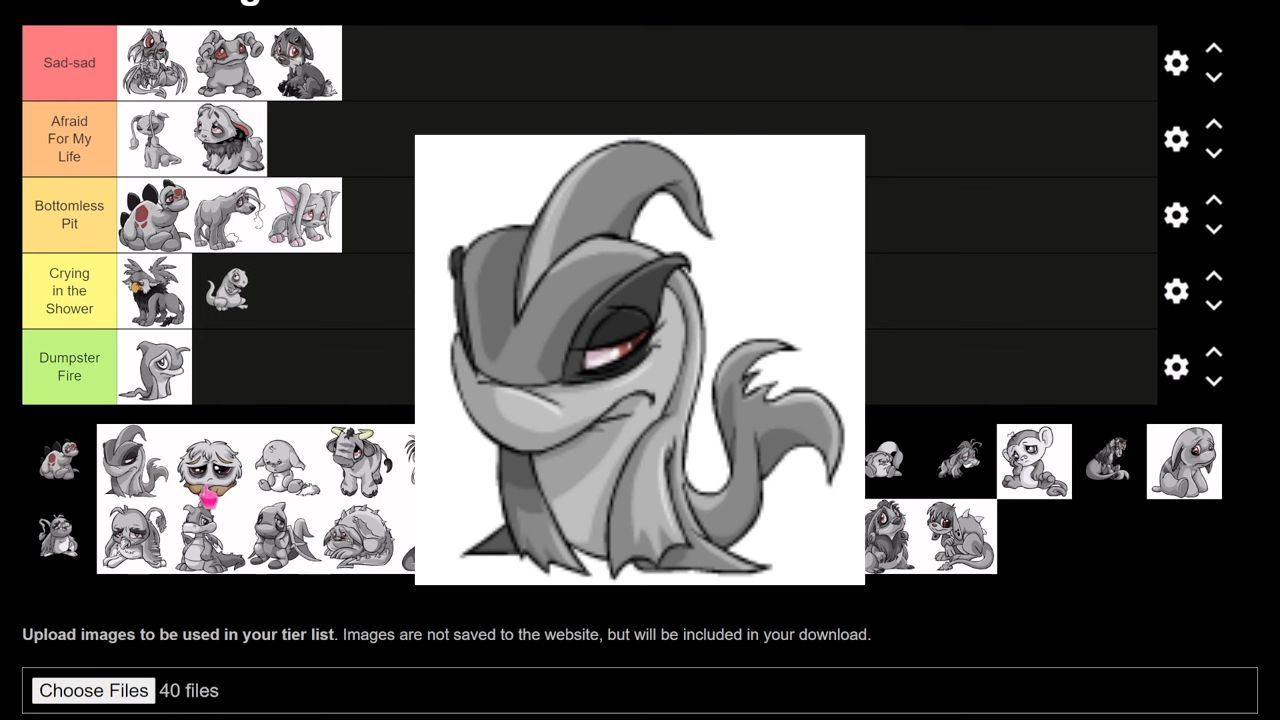 Sad-sad
Afraid
For My
Life
Bottomless
Pit
Crying
in the
Shower
Dumpster
Fire
Upload images to be used in your tier list. Images are not saved to the website, but will be included in your download.
Choose Files 40 files